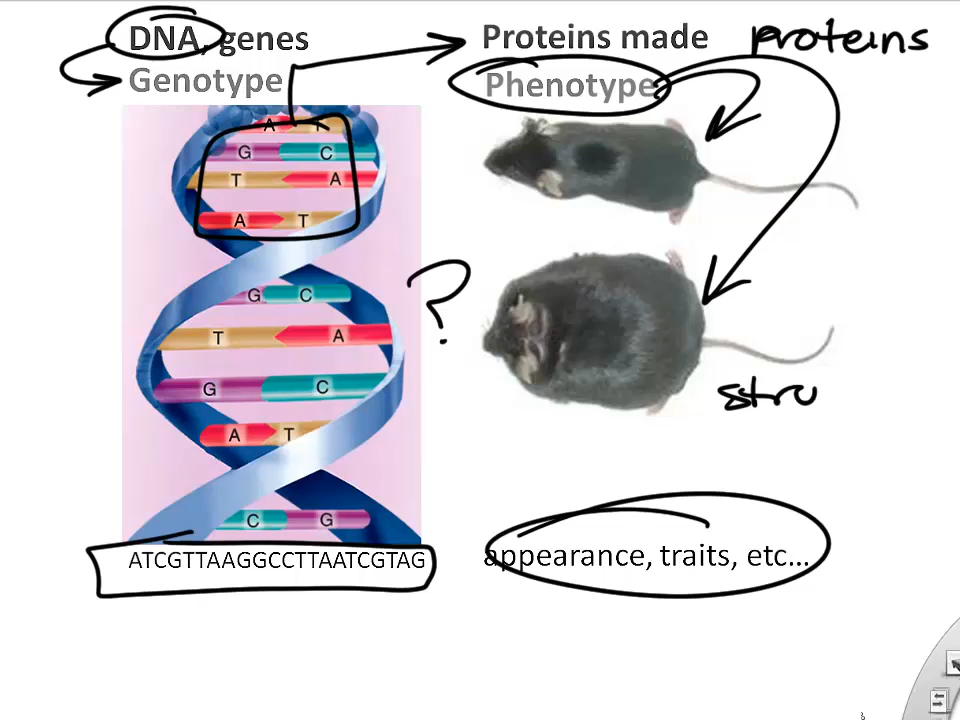 DNA, genes
Genotype
Proteins made
Phenotype
proteins
A T
G C
T A
A T
G C
T A
G C
A T
C G
?
stru
ATCGTTAAGGCCTTAATCGTAG
appearance, traits, etc...